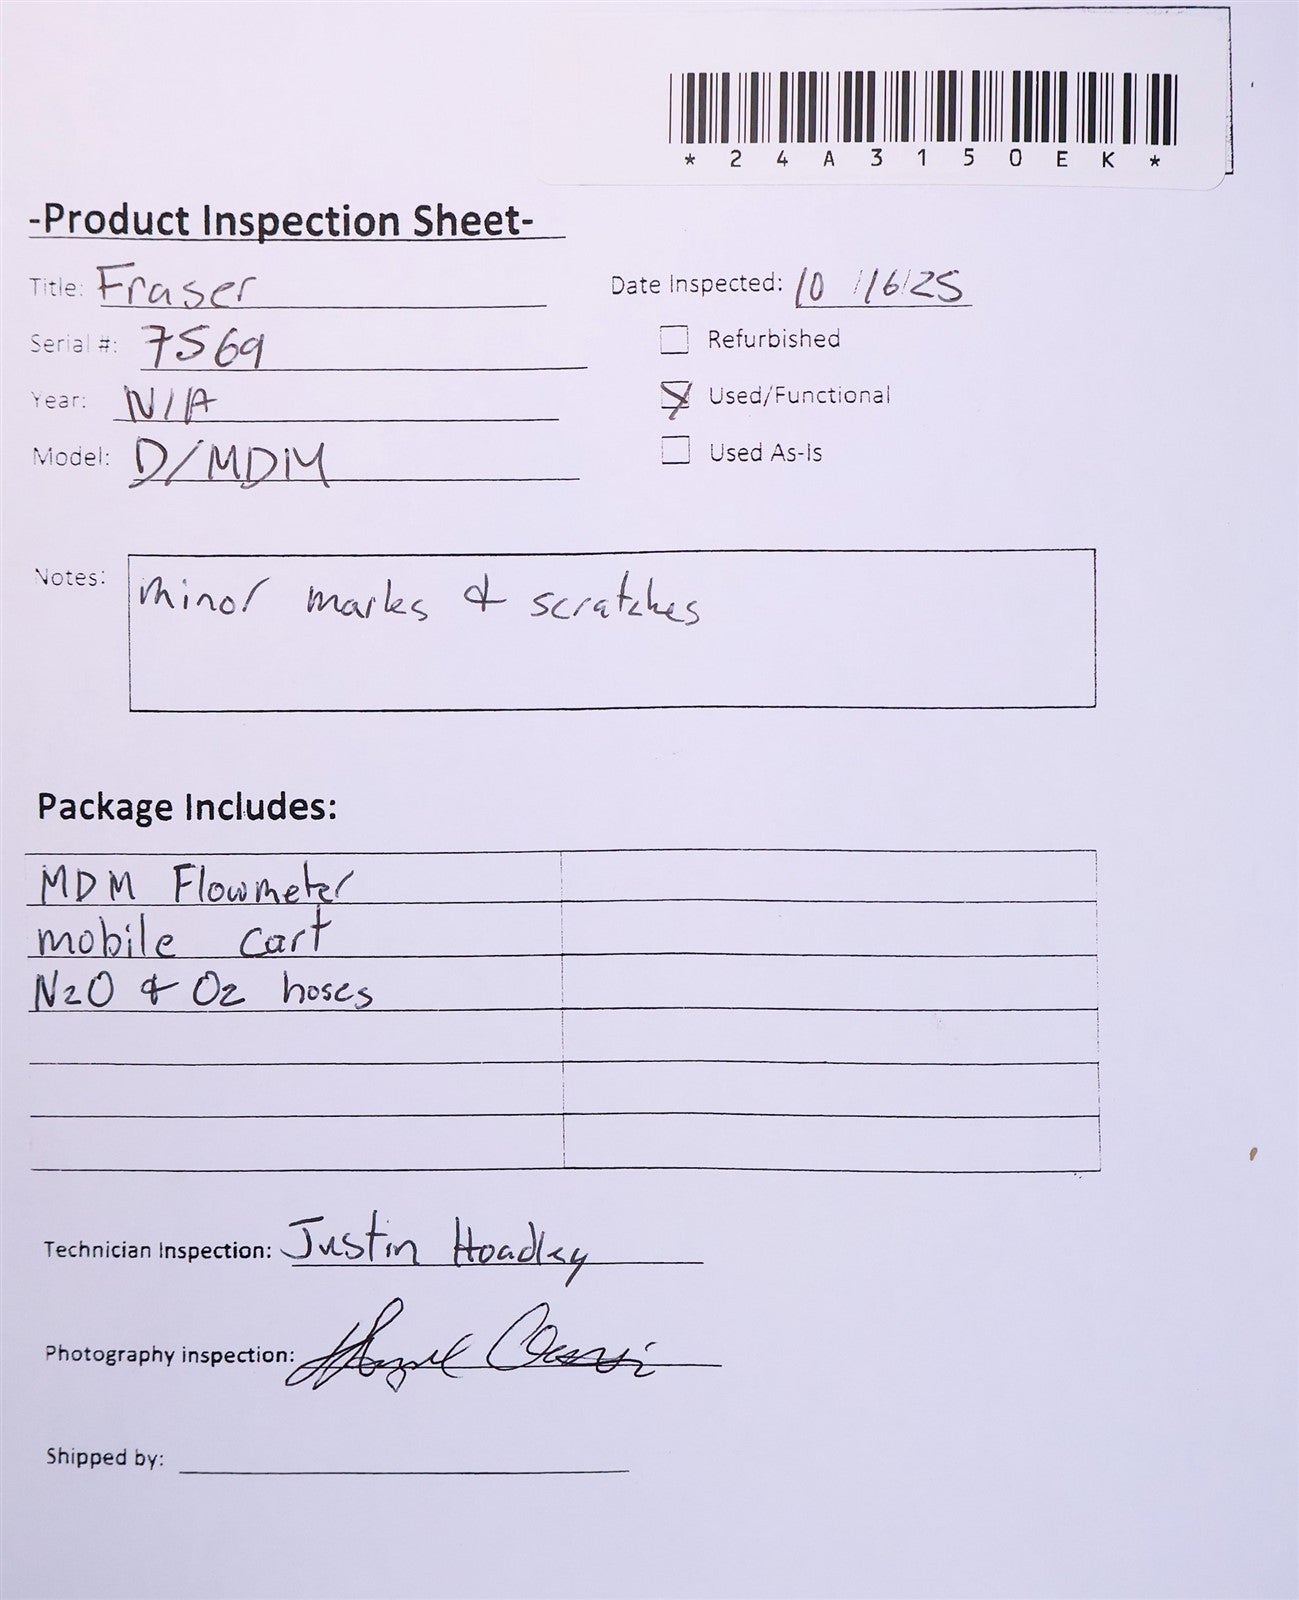 *24A3150EK*
-Product Inspection Sheet-
Title: Fraser
Date Inspected: 10 /16/25
Serial #: 7569
Refurbished
Year: N/A
Used/Functional
Model: D/MDM
Used As-Is
Notes: minor marks & scratches
Package Includes:
MDM Flowmeter
mobile cart
N2O & O2 hoses
Technician Inspection: Justin Hoadley
Photography inspection:
Shipped by: